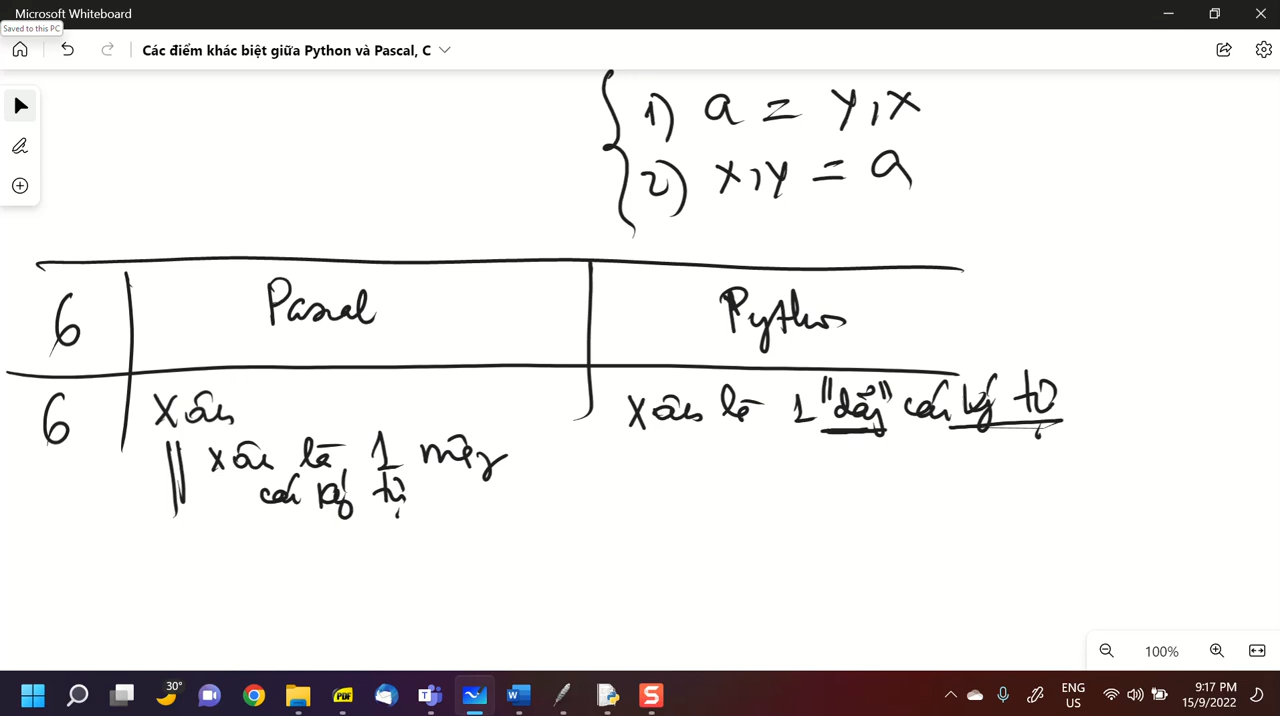 Microsoft Whiteboard
Saved to this PC
Các điểm khác biệt giữa Python và Pascal, C
1) a = y,x
2) x,y = a
6 Pascal Python
6 Xâu Xâu là 1 "dãy" các ký tự
xâu là 1 mảng
các ký tự
100%
30°
PDF
W
S
ENG
US
9:17 PM
15/9/2022